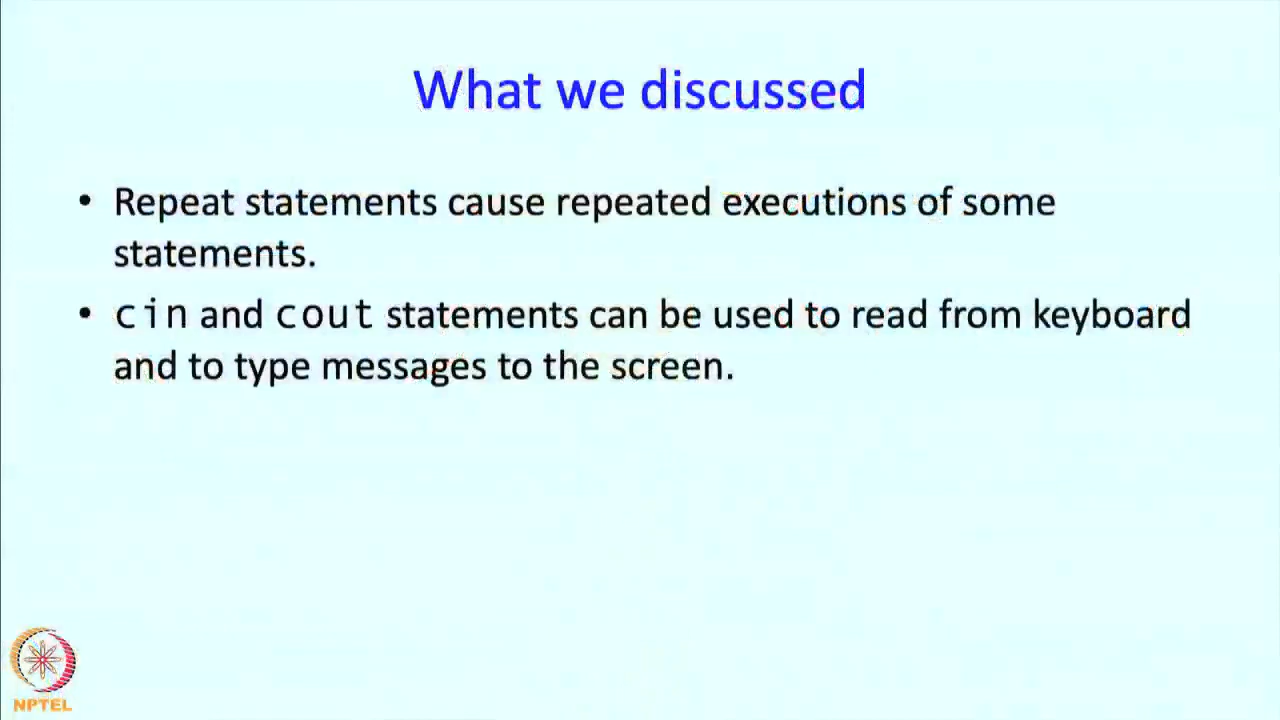 What we discussed
• Repeat statements cause repeated executions of some
statements.
• cin and cout statements can be used to read from keyboard
and to type messages to the screen.
NPTEL